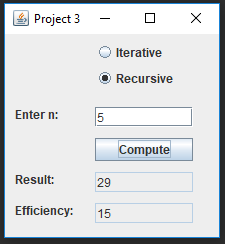 Project 3
Iterative
Recursive
Enter n: 5
Compute
Result: 29
Efficiency: 15